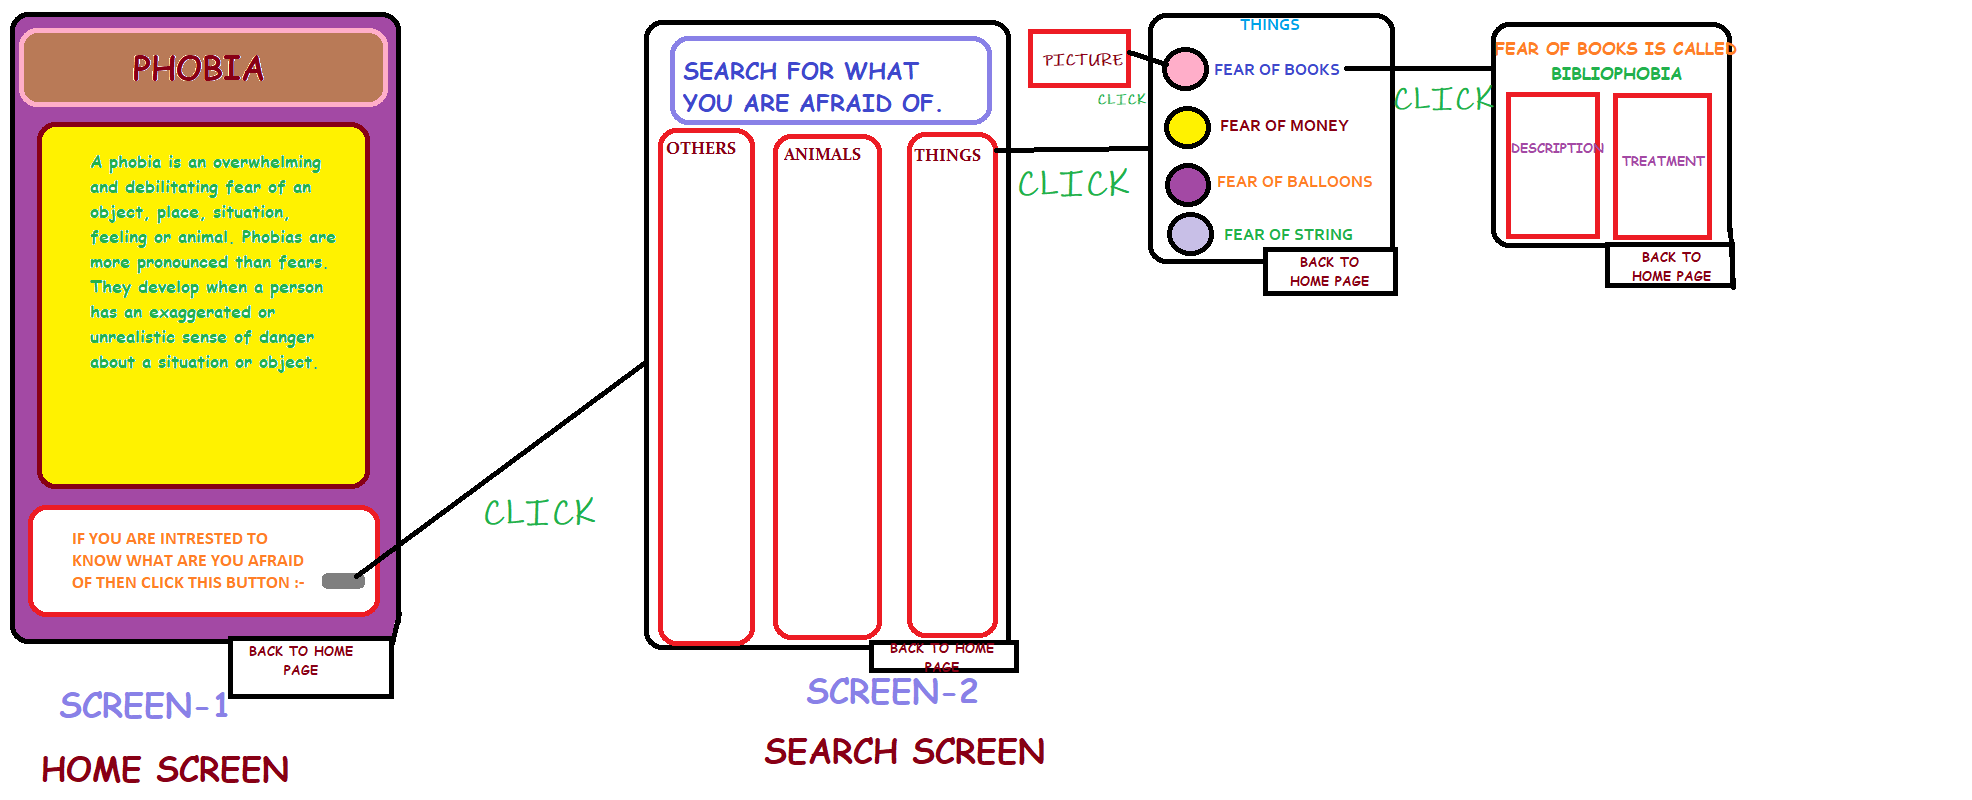 PHOBIA
A phobia is an overwhelming
and debilitating fear of an
object, place, situation,
feeling or animal. Phobias are
more pronounced than fears.
They develop when a person
has an exaggerated or
unrealistic sense of danger
about a situation or object.
IF YOU ARE INTRESTED TO
KNOW WHAT ARE YOU AFRAID
OF THEN CLICK THIS BUTTON :-
BACK TO HOME
PAGE
SCREEN-1
HOME SCREEN
CLICK
SEARCH FOR WHAT
YOU ARE AFRAID OF.
OTHERS
ANIMALS
THINGS
BACK TO HOME
PAGE
SCREEN-2
SEARCH SCREEN
CLICK
PICTURE
CLICK
THINGS
FEAR OF BOOKS
FEAR OF MONEY
FEAR OF BALLOONS
FEAR OF STRING
BACK TO
HOME PAGE
CLICK
FEAR OF BOOKS IS CALLED
BIBLIOPHOBIA
DESCRIPTION
TREATMENT
BACK TO
HOME PAGE